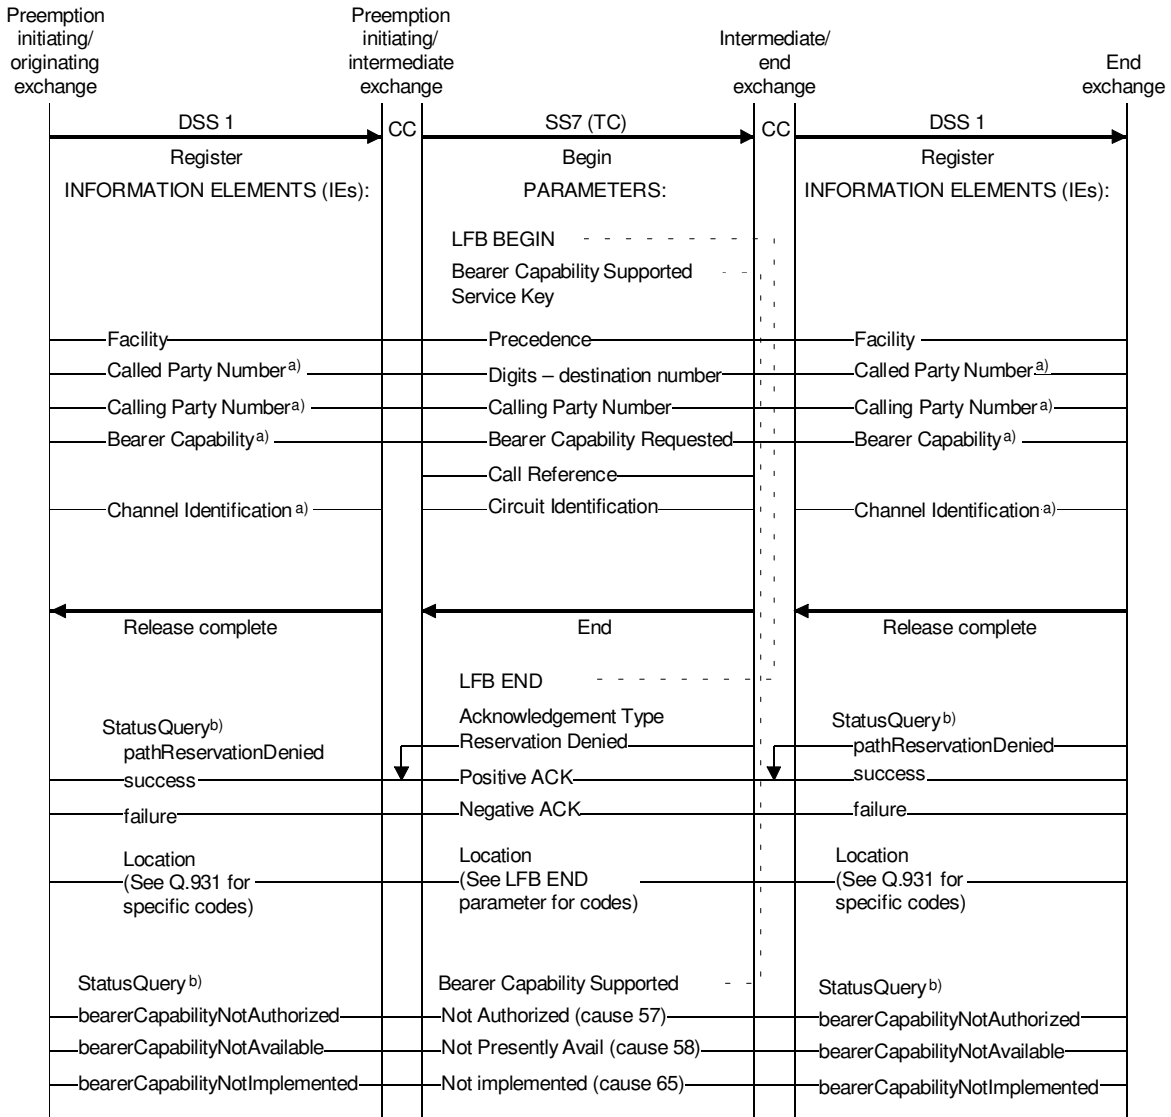 Preemption
initiating/
originating
exchange
Preemption
initiating/
intermediate
exchange
Intermediate/
end
exchange
End
exchange
DSS 1
CC
SS7 (TC)
CC
DSS 1
Register
Begin
Register
INFORMATION ELEMENTS (IEs):
PARAMETERS:
INFORMATION ELEMENTS (IEs):
LFB BEGIN
Bearer Capability Supported
Service Key
Facility
Precedence
Facility
Called Party Number a)
Digits – destination number
Called Party Number a)
Calling Party Number a)
Calling Party Number
Calling Party Number a)
Bearer Capability a)
Bearer Capability Requested
Bearer Capability a)
Call Reference
Channel Identification a)
Circuit Identification
Channel Identification a)
Release complete
End
Release complete
LFB END
StatusQuery b)
pathReservationDenied
success
failure
Acknowledgement Type
Reservation Denied
Positive ACK
Negative ACK
StatusQuery b)
pathReservationDenied
success
failure
Location
(See Q.931 for
specific codes)
Location
(See LFB END
parameter for codes)
Location
(See Q.931 for
specific codes)
StatusQuery b)
Bearer Capability Supported
StatusQuery b)
bearerCapabilityNotAuthorized
Not Authorized (cause 57)
bearerCapabilityNotAuthorized
bearerCapabilityNotAvailable
Not Presently Avail (cause 58)
bearerCapabilityNotAvailable
bearerCapabilityNotImplemented
Not implemented (cause 65)
bearerCapabilityNotImplemented